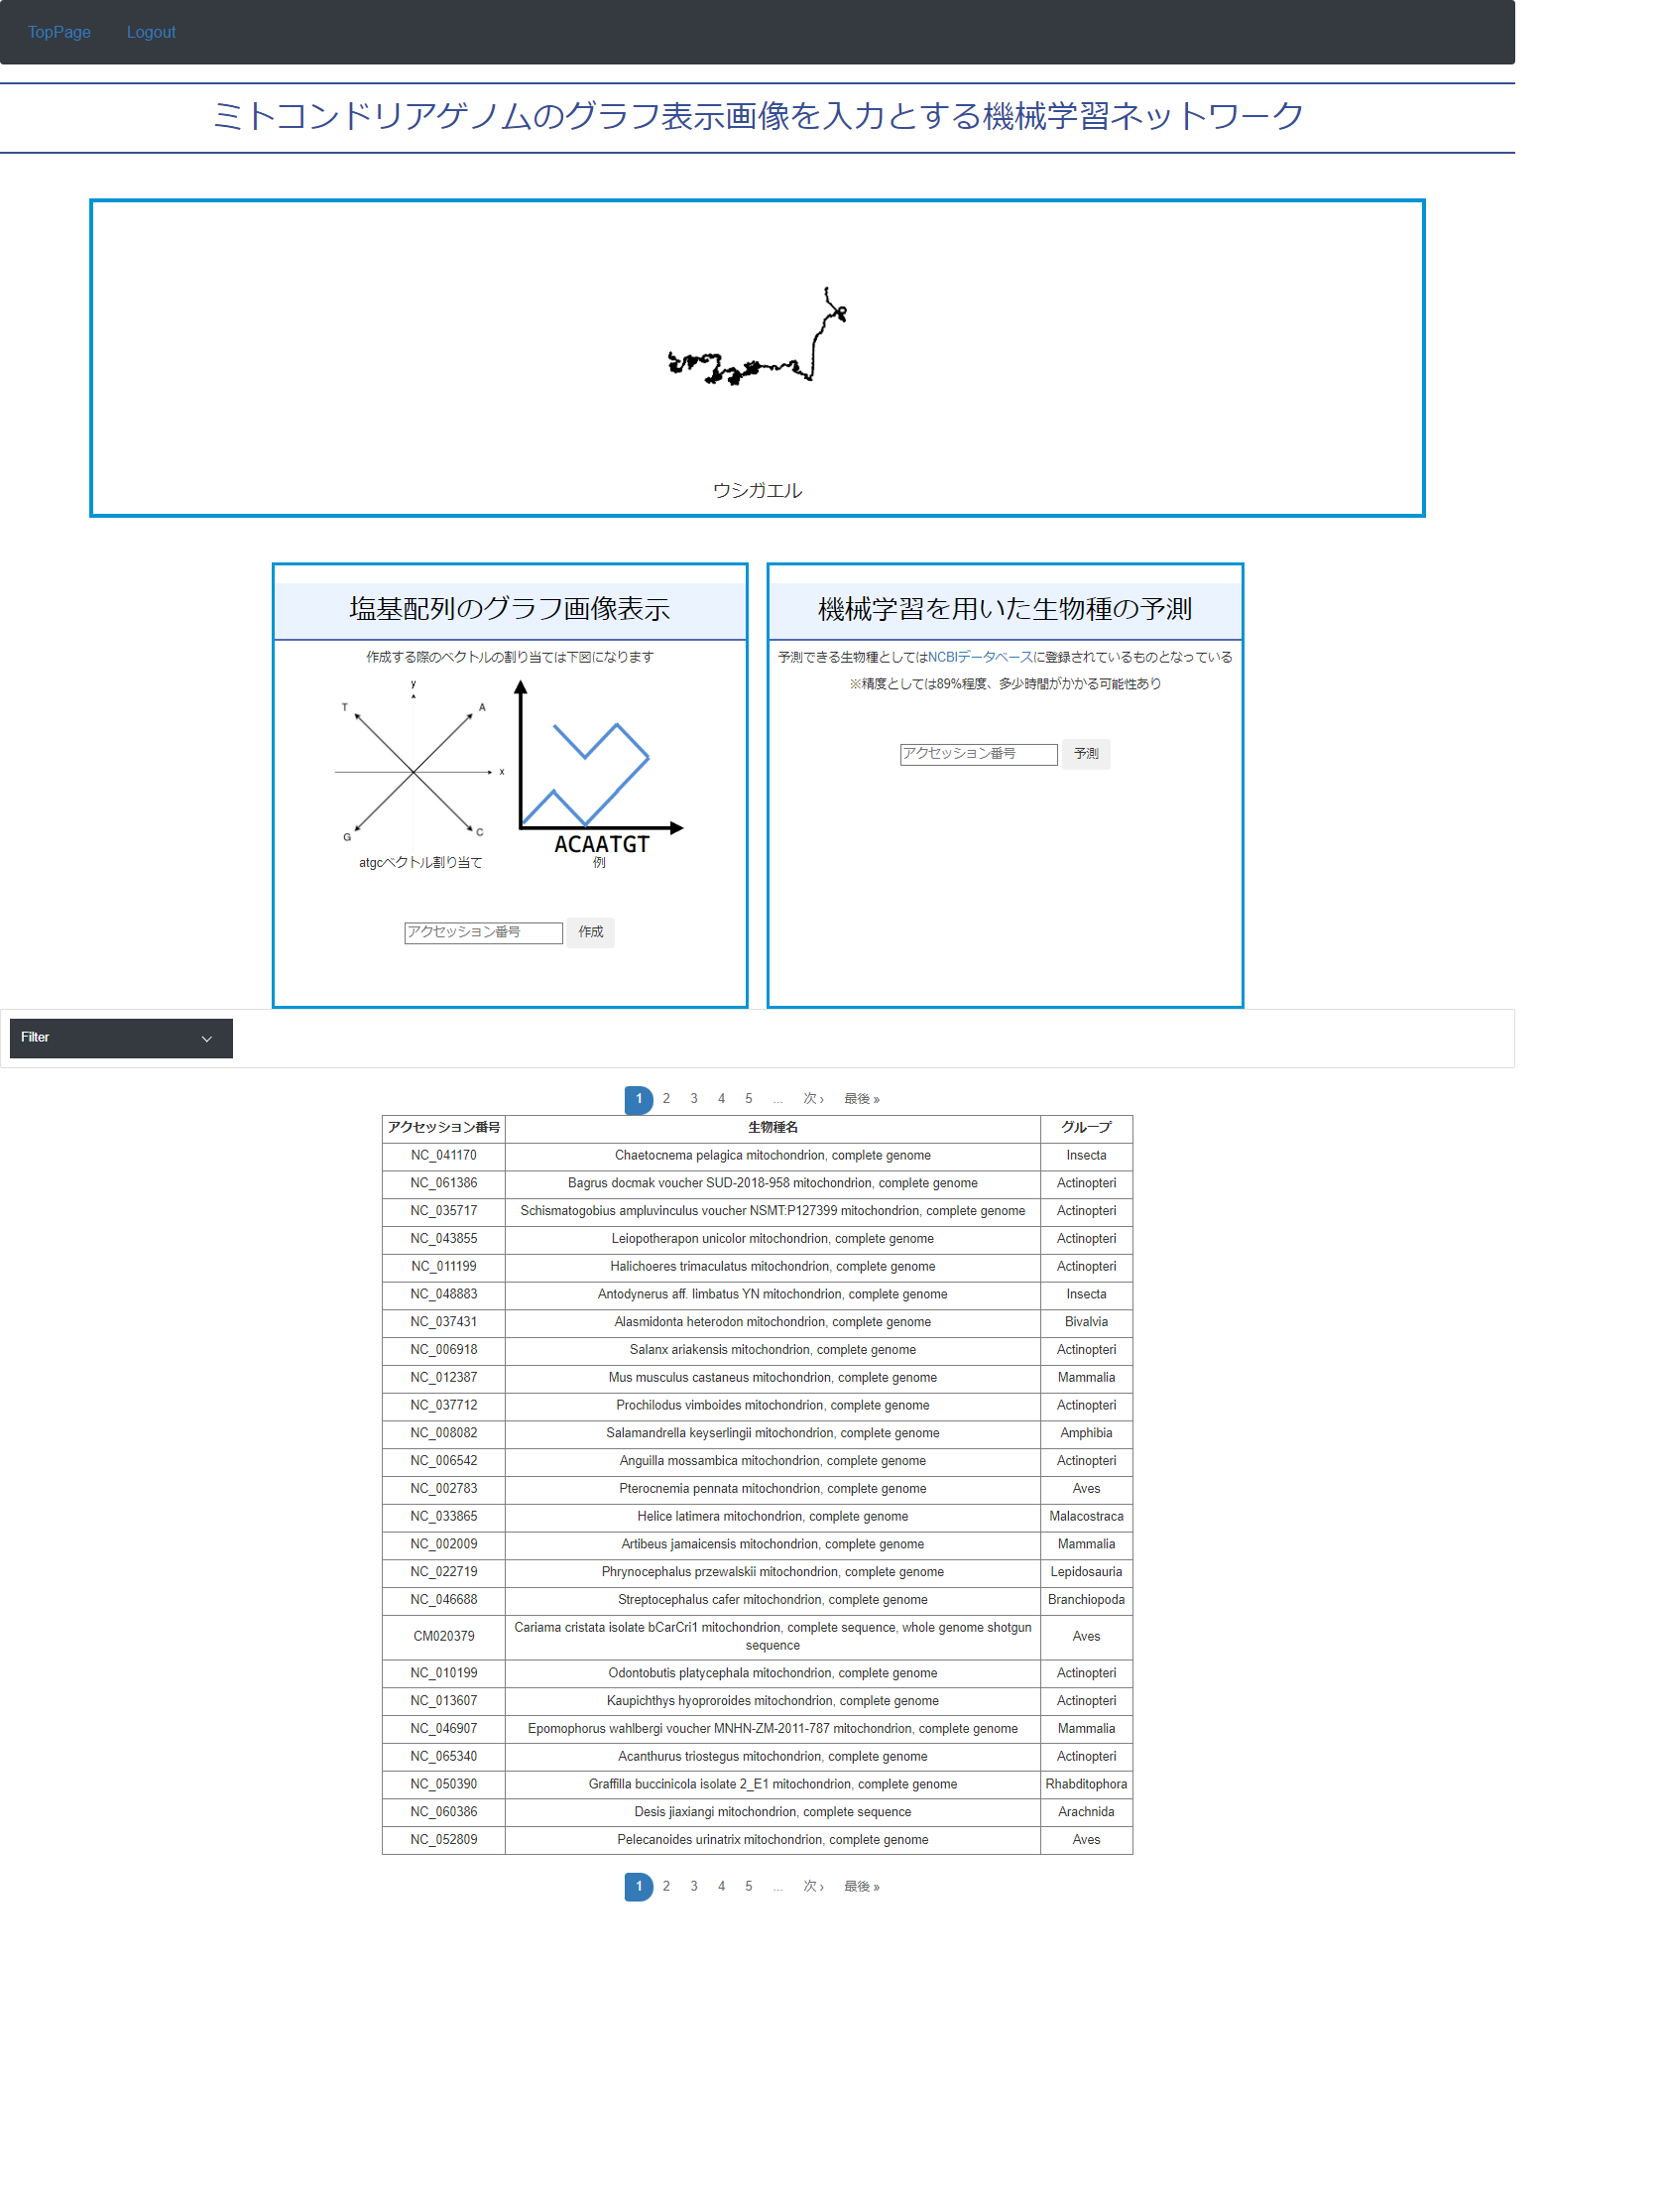 TopPage Logout
ミトコンドリアゲノムのグラフ表示画像を入力とする機械学習ネットワーク
ウシガエル
塩基配列のグラフ画像表示
作成する際のベクトルの割り当ては下図になります
y
T
A
x
G
C
atgcベクトル割り当て
ACAATGT
例
アクセッション番号 作成
機械学習を用いた生物種の予測
予測できる生物種としてはNCBIデータベースに登録されているものとなっている
※精度としては89%程度、多少時間がかかる可能性あり
アクセッション番号 予測
Filter
1 2 3 4 5 ... 次 › 最後 »
アクセッション番号 生物種名 グループ
NC_041170 Chaetocnema pelagica mitochondrion, complete genome Insecta
NC_061386 Bagrus docmak voucher SUD-2018-958 mitochondrion, complete genome Actinopteri
NC_035717 Schismatogobius ampluvinculus voucher NSMT:P127399 mitochondrion, complete genome Actinopteri
NC_043855 Leiopotherapon unicolor mitochondrion, complete genome Actinopteri
NC_011199 Halichoeres trimaculatus mitochondrion, complete genome Actinopteri
NC_048883 Antodynerus aff. limbatus YN mitochondrion, complete genome Insecta
NC_037431 Alasmidonta heterodon mitochondrion, complete genome Bivalvia
NC_006918 Salanx ariakensis mitochondrion, complete genome Actinopteri
NC_012387 Mus musculus castaneus mitochondrion, complete genome Mammalia
NC_037712 Prochilodus vimboides mitochondrion, complete genome Actinopteri
NC_008082 Salamandrella keyserlingii mitochondrion, complete genome Amphibia
NC_006542 Anguilla mossambica mitochondrion, complete genome Actinopteri
NC_002783 Pterocnemia pennata mitochondrion, complete genome Aves
NC_033865 Helice latimera mitochondrion, complete genome Malacostraca
NC_002009 Artibeus jamaicensis mitochondrion, complete genome Mammalia
NC_022719 Phrynocephalus przewalskii mitochondrion, complete genome Lepidosauria
NC_046688 Streptocephalus cafer mitochondrion, complete genome Branchiopoda
CM020379 Cariama cristata isolate bCarCri1 mitochondrion, complete sequence, whole genome shotgun Aves
sequence
NC_010199 Odontobutis platycephala mitochondrion, complete genome Actinopteri
NC_013607 Kaupichthys hyoproroides mitochondrion, complete genome Actinopteri
NC_046907 Epomophorus wahlbergi voucher MNHN-ZM-2011-787 mitochondrion, complete genome Mammalia
NC_065340 Acanthurus triostegus mitochondrion, complete genome Actinopteri
NC_050390 Graffilla buccinicola isolate 2_E1 mitochondrion, complete genome Rhabditophora
NC_060386 Desis jiaxiangi mitochondrion, complete sequence Arachnida
NC_052809 Pelecanoides urinatrix mitochondrion, complete genome Aves
1 2 3 4 5 ... 次 › 最後 »